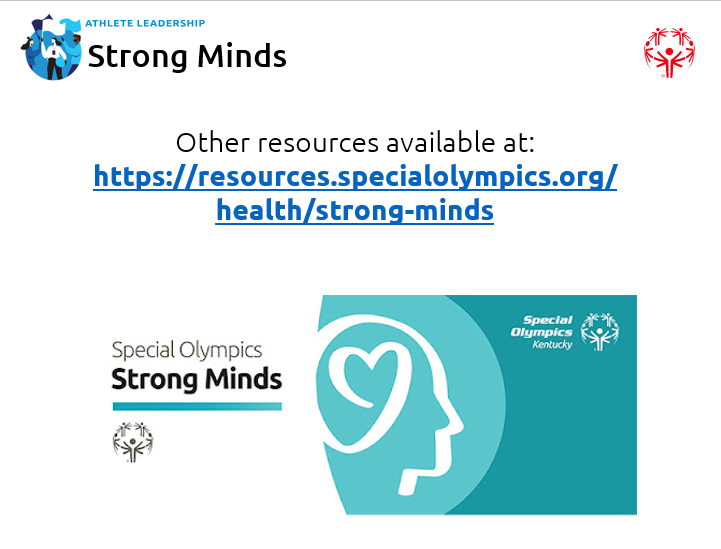 ATHLETE LEADERSHIP
Strong Minds
Other resources available at:
https://resources.specialolympics.org/
health/strong-minds
Special Olympics
Strong Minds
Special
Olympics
Kentucky